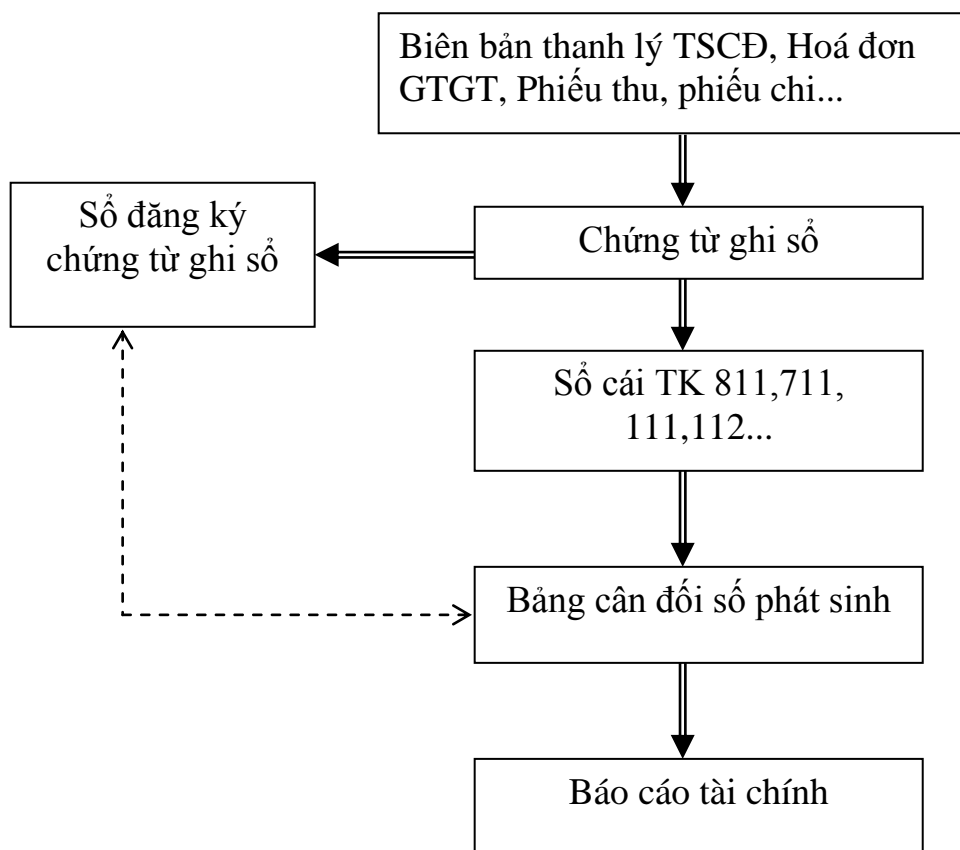 Biên bản thanh lý TSCĐ, Hoá đơn
GTGT, Phiếu thu, phiếu chi...
Sổ đăng ký
chứng từ ghi sổ
Chứng từ ghi sổ
Sổ cái TK 811,711,
111,112...
Bảng cân đối số phát sinh
Báo cáo tài chính